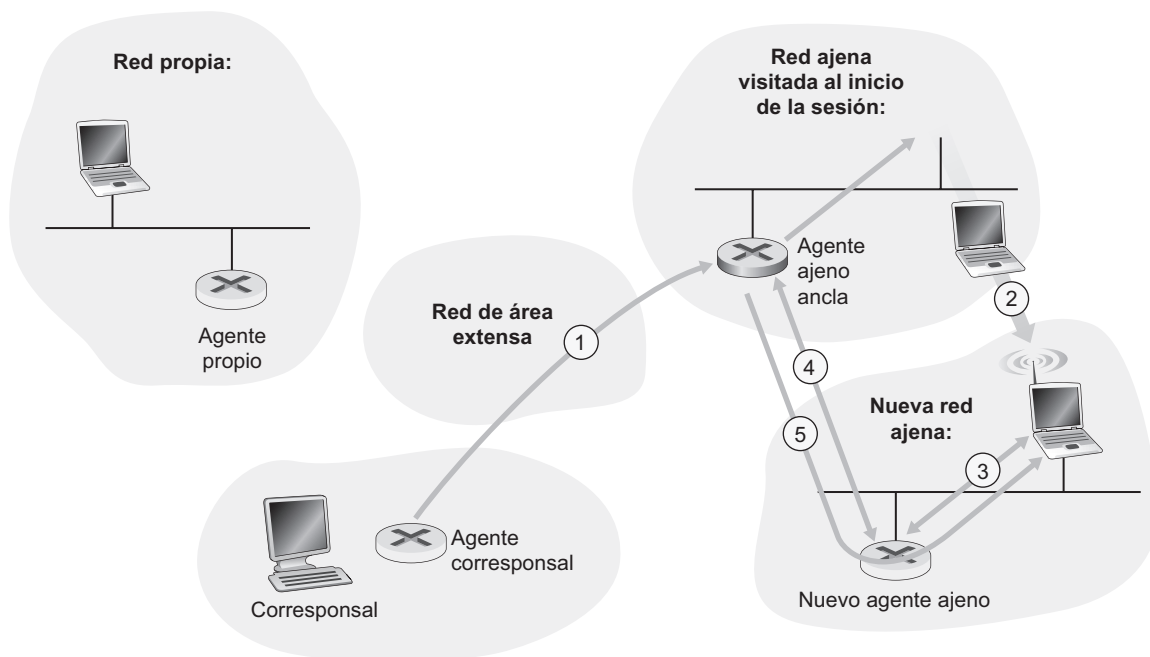 Red propia:
Agente
propio
Red de área
extensa
1
Corresponsal
Agente
corresponsal
Red ajena
visitada al inicio
de la sesión:
Agente
ajeno
ancla
2
4
5
Nueva red
ajena:
3
Nuevo agente ajeno